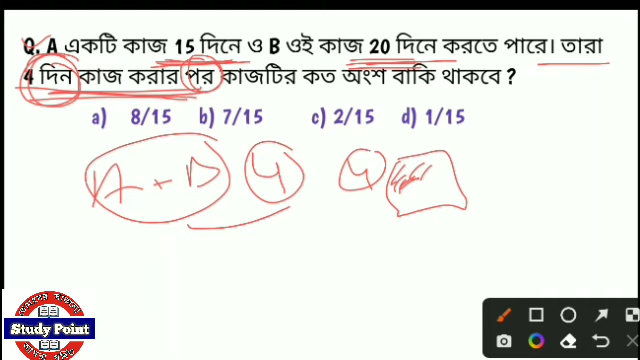 Q. A একটি কাজ 15 দিনে ও B ওই কাজ 20 দিনে করতে পারে। তারা
4 দিন কাজ করার পর কাজটির কত অংশ বাকি থাকবে ?
a) 8/15 b) 7/15 c) 2/15 d) 1/15
A + B 4 4
Study Point